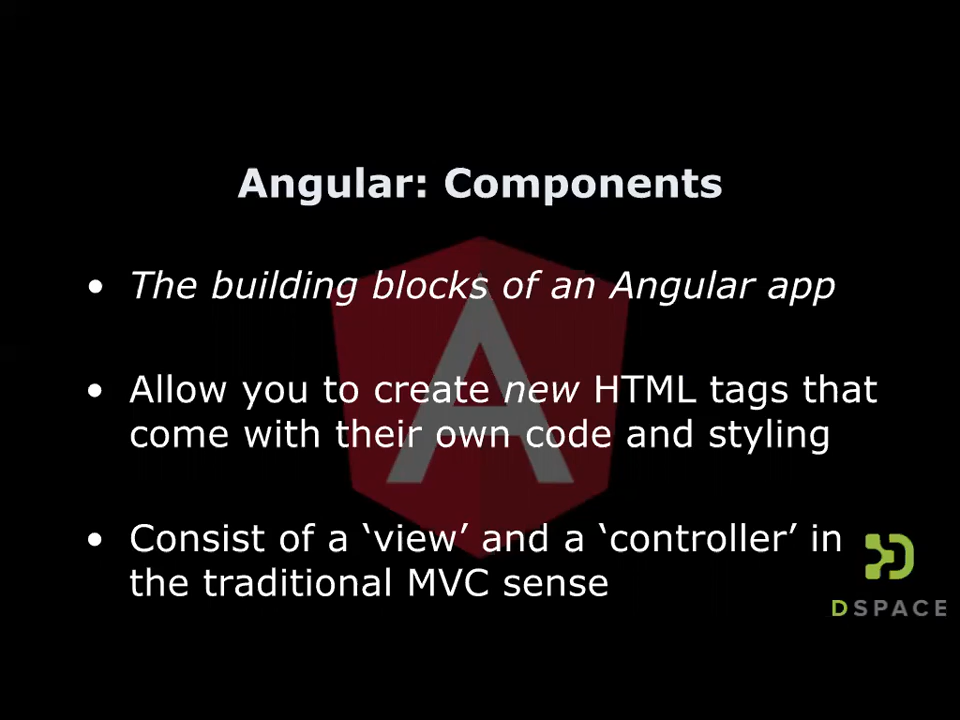 Angular: Components
• The building blocks of an Angular app
• Allow you to create new HTML tags that
come with their own code and styling
• Consist of a ‘view’ and a ‘controller’ in
the traditional MVC sense
DSPACE